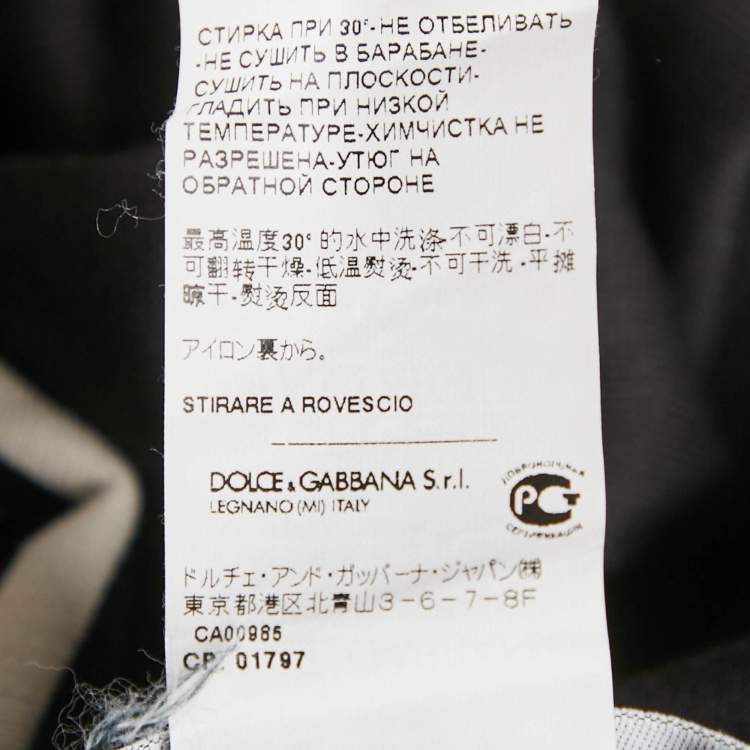 СТИРКА ПРИ 30°-НЕ ОТБЕЛИВАТЬ
-НЕ СУШИТЬ В БАРАБАНЕ-
СУШИТЬ НА ПЛОСКОСТИ-
ГЛАДИТЬ ПРИ НИЗКОЙ
ТЕМПЕРАТУРЕ-ХИМЧИСТКА НЕ
РАЗРЕШЕНА-УТЮГ НА
ОБРАТНОЙ СТОРОНЕ
最高温度30°的水中洗涤-不可漂白-不
可翻转干燥-低温熨烫-不可干洗-平摊
晾干-熨烫反面
アイロン裏から。
STIRARE A ROVESCIO
DOLCE & GABBANA S.r.l.
LEGNANO (MI) ITALY
ДОБРОВОЛЬНАЯ
РСТ
СЕРТИФИКАЦИЯ
ドルチェ・アンド・ガッバーナ・ジャパン㈱
東京都港区北青山3-6-7-8F
CA00985
01797